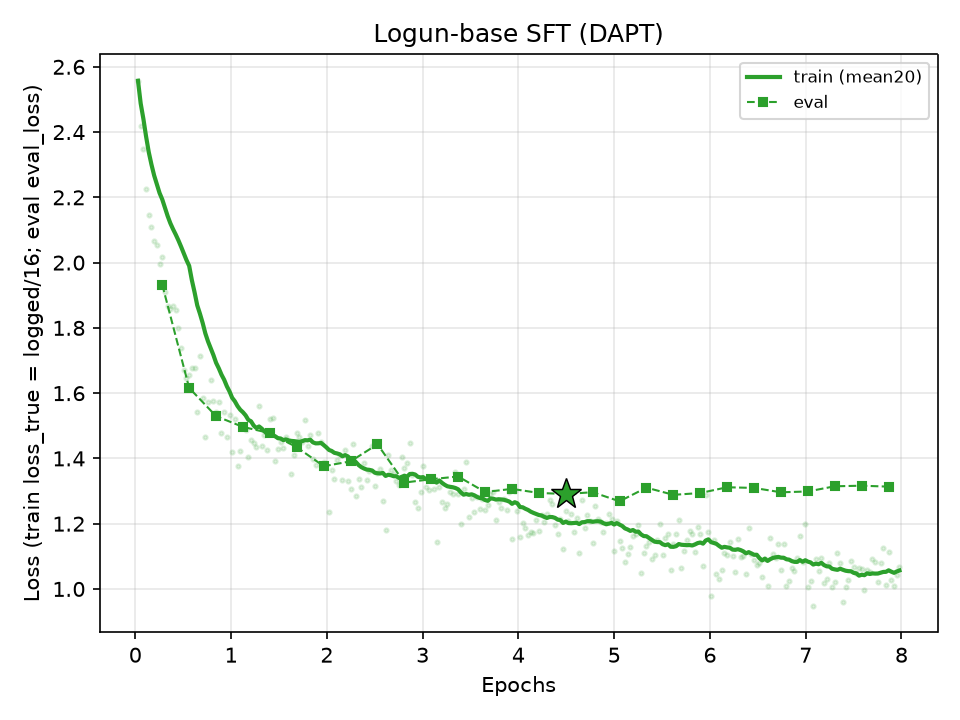 Logun-base SFT (DAPT)
train (mean20)
eval
Loss (train loss_true = logged/16; eval eval_loss)
2.6
2.4
2.2
2.0
1.8
1.6
1.4
1.2
1.0
0 1 2 3 4 5 6 7 8
Epochs